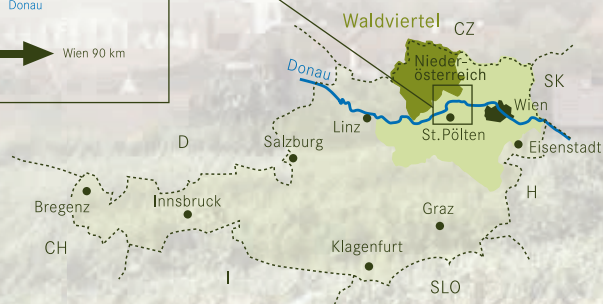 Donau
Wien 90 km
Waldviertel
CZ
Nieder-
österreich
Donau
SK
Wien
Linz
St.Pölten
D
Salzburg
Eisenstadt
Bregenz
Innsbruck
H
Graz
CH
Klagenfurt
I
SLO